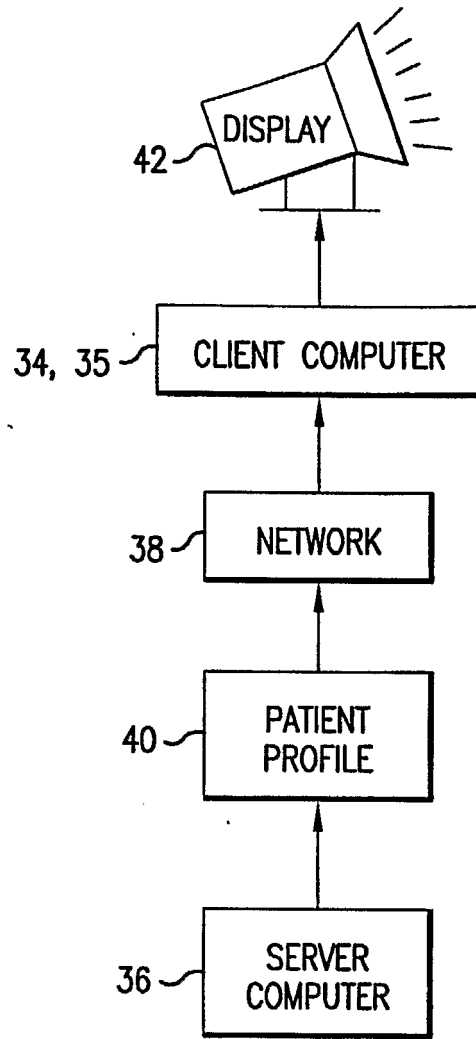 DISPLAY
42
34, 35
CLIENT COMPUTER
38
NETWORK
40
PATIENT
PROFILE
36
SERVER
COMPUTER